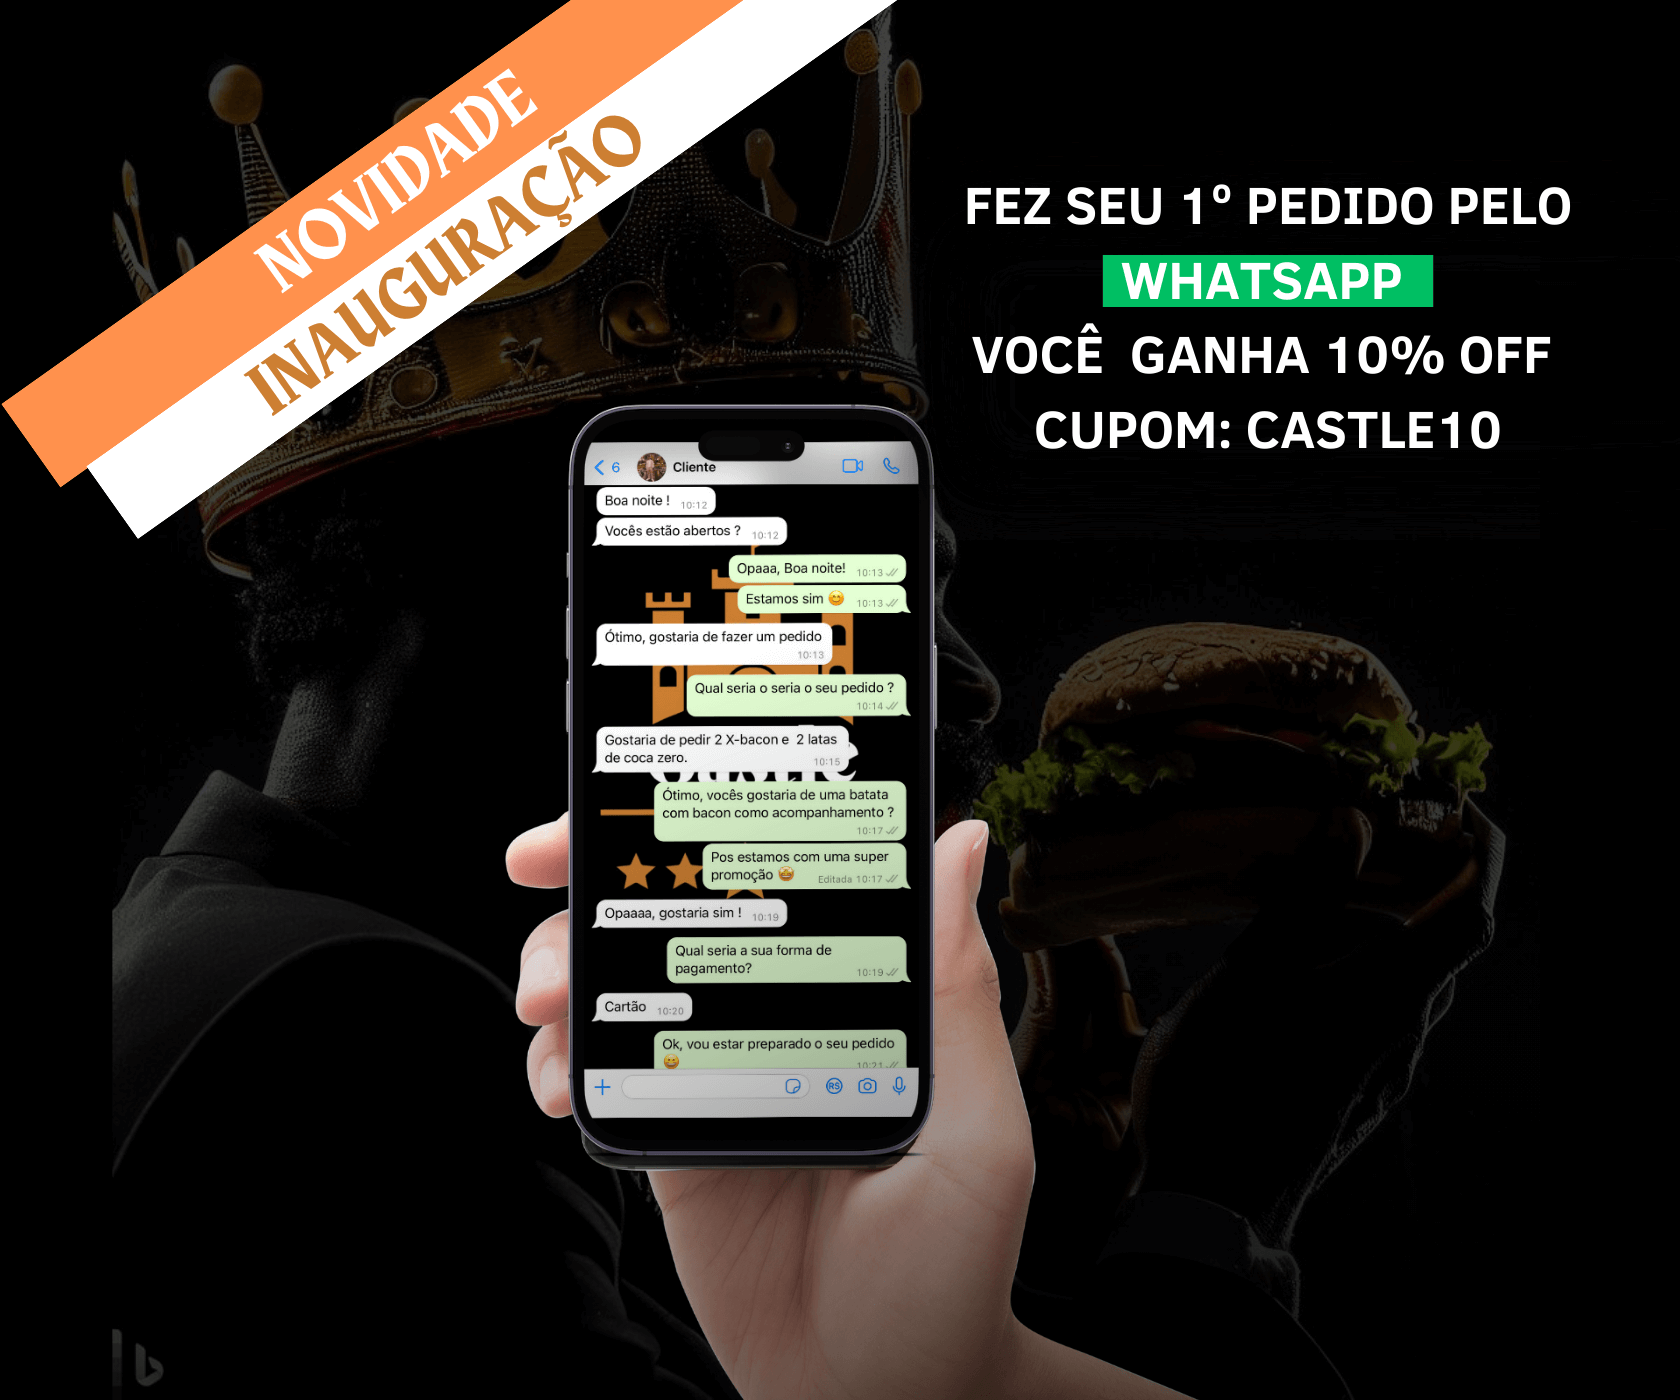 NOVIDADE
INAUGURAÇÃO
FEZ SEU 1º PEDIDO PELO
WHATSAPP
VOCÊ GANHA 10% OFF
CUPOM: CASTLE10
6 Cliente
Boa noite ! 10:12
Vocês estão abertos ? 10:12
Opaaa, Boa noite! 10:13
Estamos sim 😊 10:13
Ótimo, gostaria de fazer um pedido
10:13
Qual seria o seria o seu pedido ?
10:14
Gostaria de pedir 2 X-bacon e 2 latas
de coca zero. 10:15
Ótimo, vocês gostaria de uma batata
com bacon como acompanhamento ?
10:17
Pos estamos com uma super
promoção 🤩 Editada 10:17
Opaaaa, gostaria sim ! 10:19
Qual seria a sua forma de
pagamento? 10:19
Cartão 10:20
Ok, vou estar preparado o seu pedido
😀 10:21
R$